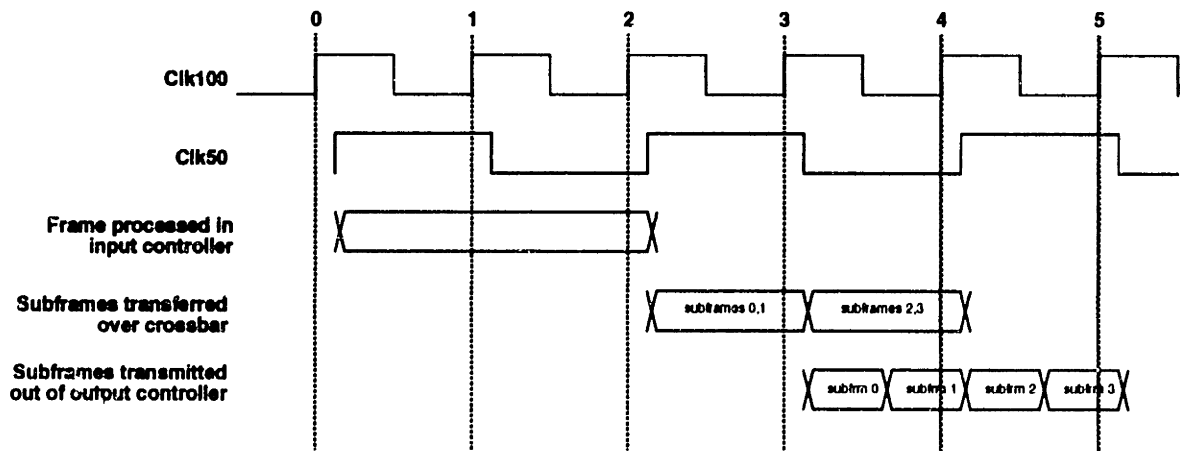 0 1 2 3 4 5
Clk100
Clk50
Frame processed in
input controller
Subframes transferred
over crossbar
subframes 0,1
subframes 2,3
Subframes transmitted
out of output controller
subfrm 0
subfrm 1
subfrm 2
subfrm 3